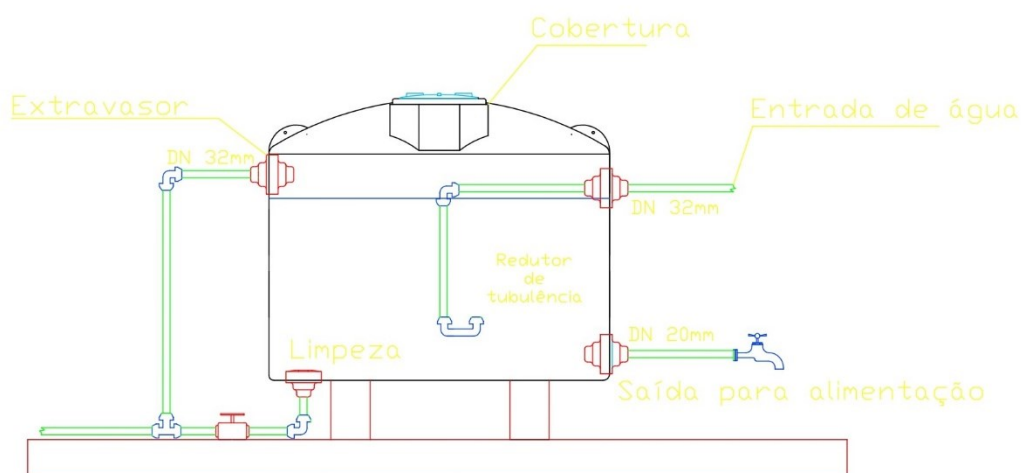 Cobertura
Extravasor
Entrada de água
DN 32mm
DN 32mm
Redutor
de
tubulência
DN 20mm
Limpeza
Saída para alimentação